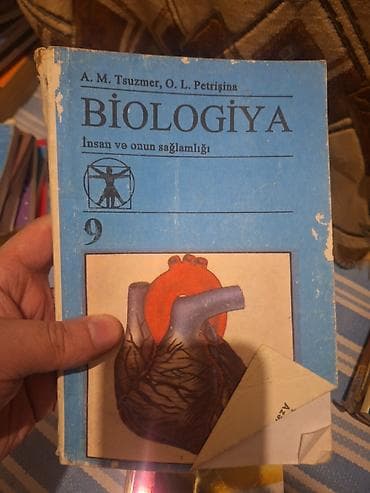 A. M. Tsuzmer, O. L. Petrişina
BİOLOGİYA
İnsan və onun sağlamlığı
9